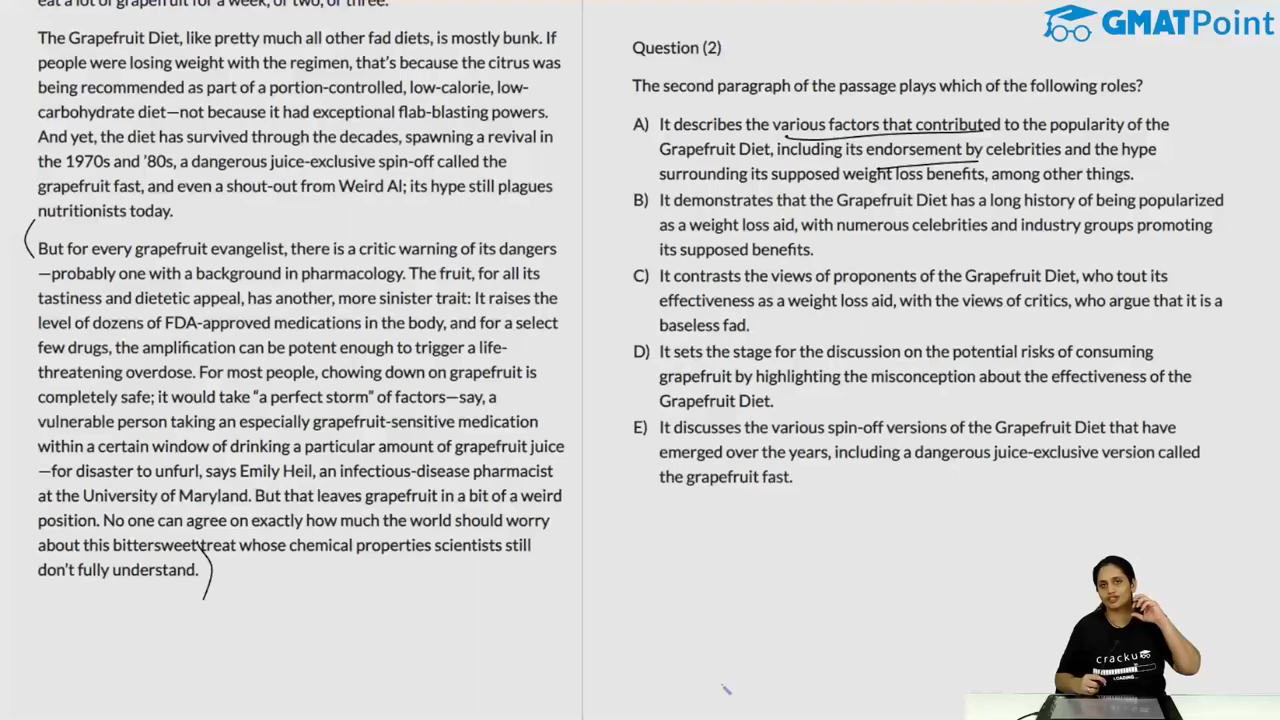 eat a lot of grapefruit for a week, or two, or three.
The Grapefruit Diet, like pretty much all other fad diets, is mostly bunk. If
people were losing weight with the regimen, that's because the citrus was
being recommended as part of a portion-controlled, low-calorie, low-
carbohydrate diet—not because it had exceptional flab-blasting powers.
And yet, the diet has survived through the decades, spawning a revival in
the 1970s and '80s, a dangerous juice-exclusive spin-off called the
grapefruit fast, and even a shout-out from Weird Al; its hype still plagues
nutritionists today.
But for every grapefruit evangelist, there is a critic warning of its dangers
—probably one with a background in pharmacology. The fruit, for all its
tastiness and dietetic appeal, has another, more sinister trait: It raises the
level of dozens of FDA-approved medications in the body, and for a select
few drugs, the amplification can be potent enough to trigger a life-
threatening overdose. For most people, chowing down on grapefruit is
completely safe; it would take “a perfect storm” of factors—say, a
vulnerable person taking an especially grapefruit-sensitive medication
within a certain window of drinking a particular amount of grapefruit juice
—for disaster to unfurl, says Emily Heil, an infectious-disease pharmacist
at the University of Maryland. But that leaves grapefruit in a bit of a weird
position. No one can agree on exactly how much the world should worry
about this bittersweet treat whose chemical properties scientists still
don't fully understand.
GMATPoint
Question (2)
The second paragraph of the passage plays which of the following roles?
A) It describes the various factors that contributed to the popularity of the
Grapefruit Diet, including its endorsement by celebrities and the hype
surrounding its supposed weight loss benefits, among other things.
B) It demonstrates that the Grapefruit Diet has a long history of being popularized
as a weight loss aid, with numerous celebrities and industry groups promoting
its supposed benefits.
C) It contrasts the views of proponents of the Grapefruit Diet, who tout its
effectiveness as a weight loss aid, with the views of critics, who argue that it is a
baseless fad.
D) It sets the stage for the discussion on the potential risks of consuming
grapefruit by highlighting the misconception about the effectiveness of the
Grapefruit Diet.
E) It discusses the various spin-off versions of the Grapefruit Diet that have
emerged over the years, including a dangerous juice-exclusive version called
the grapefruit fast.
cracku
LOADING...